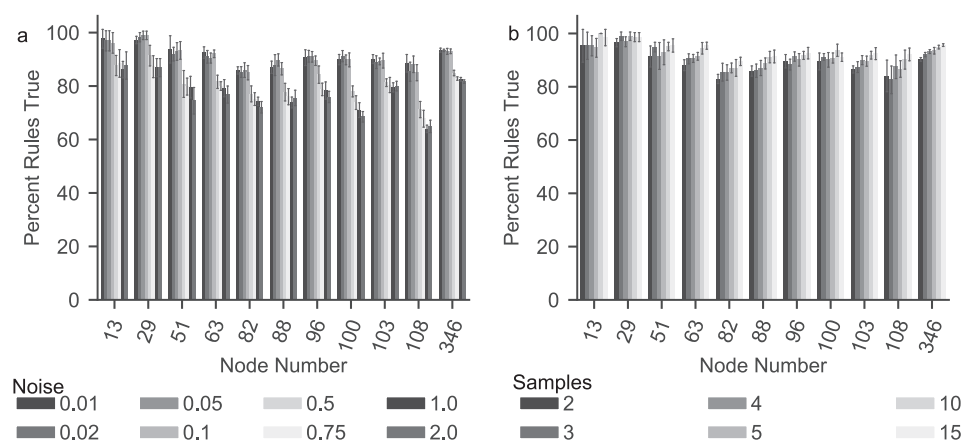 a
b
Percent Rules True
100
80
60
40
20
0
13 29 51 63 82 88 96 100 103 108 346
Node Number
Percent Rules True
100
80
60
40
20
0
13 29 51 63 82 88 96 100 103 108 346
Node Number
Noise
0.01 0.05 0.5 1.0
0.02 0.1 0.75 2.0
Samples
2 4 10
3 5 15